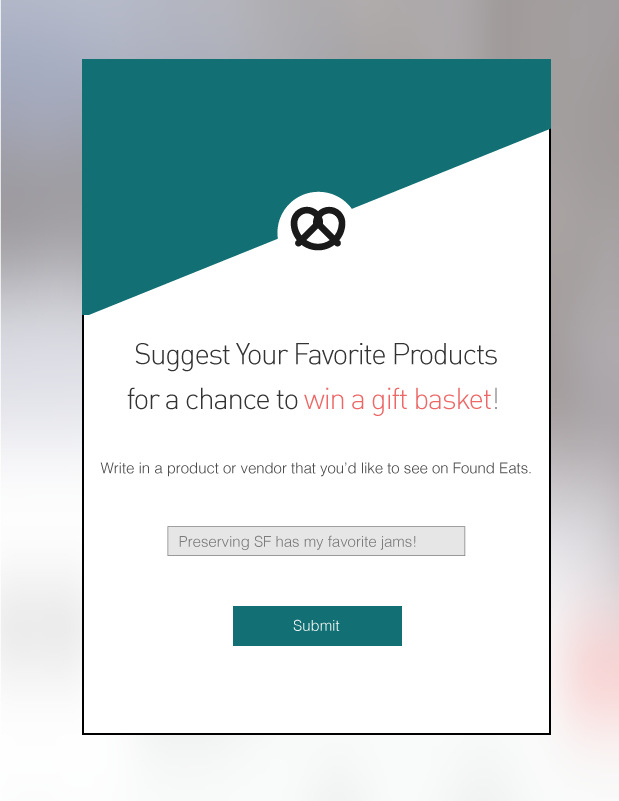 Suggest Your Favorite Products
for a chance to win a gift basket!
Write in a product or vendor that you'd like to see on Found Eats.
Preserving SF has my favorite jams!
Submit